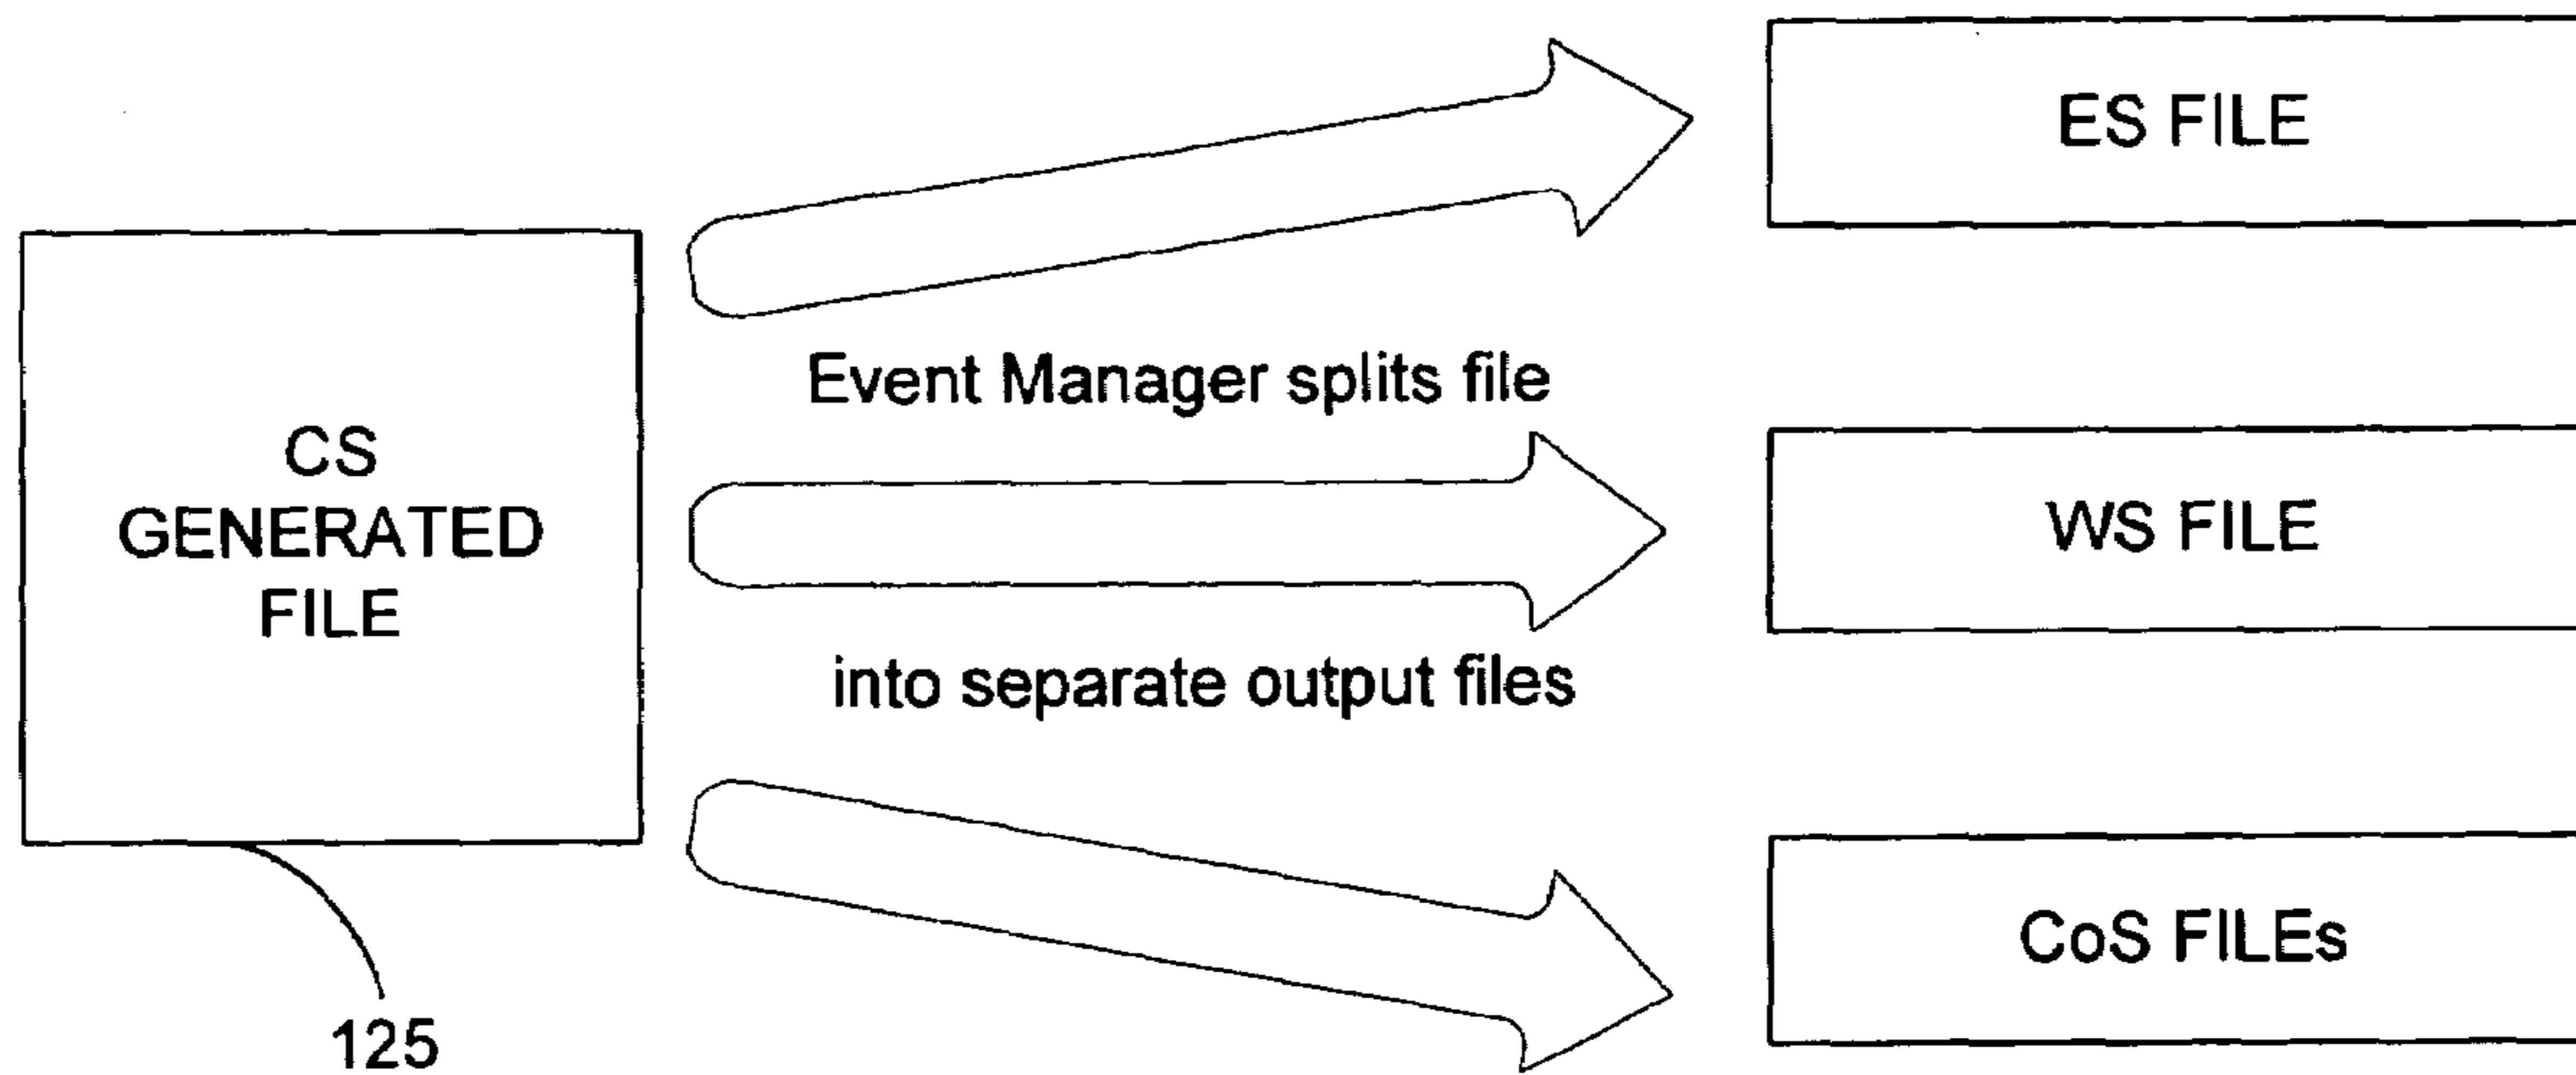 CS
GENERATED
FILE
125
Event Manager splits file
into separate output files
ES FILE
WS FILE
CoS FILEs